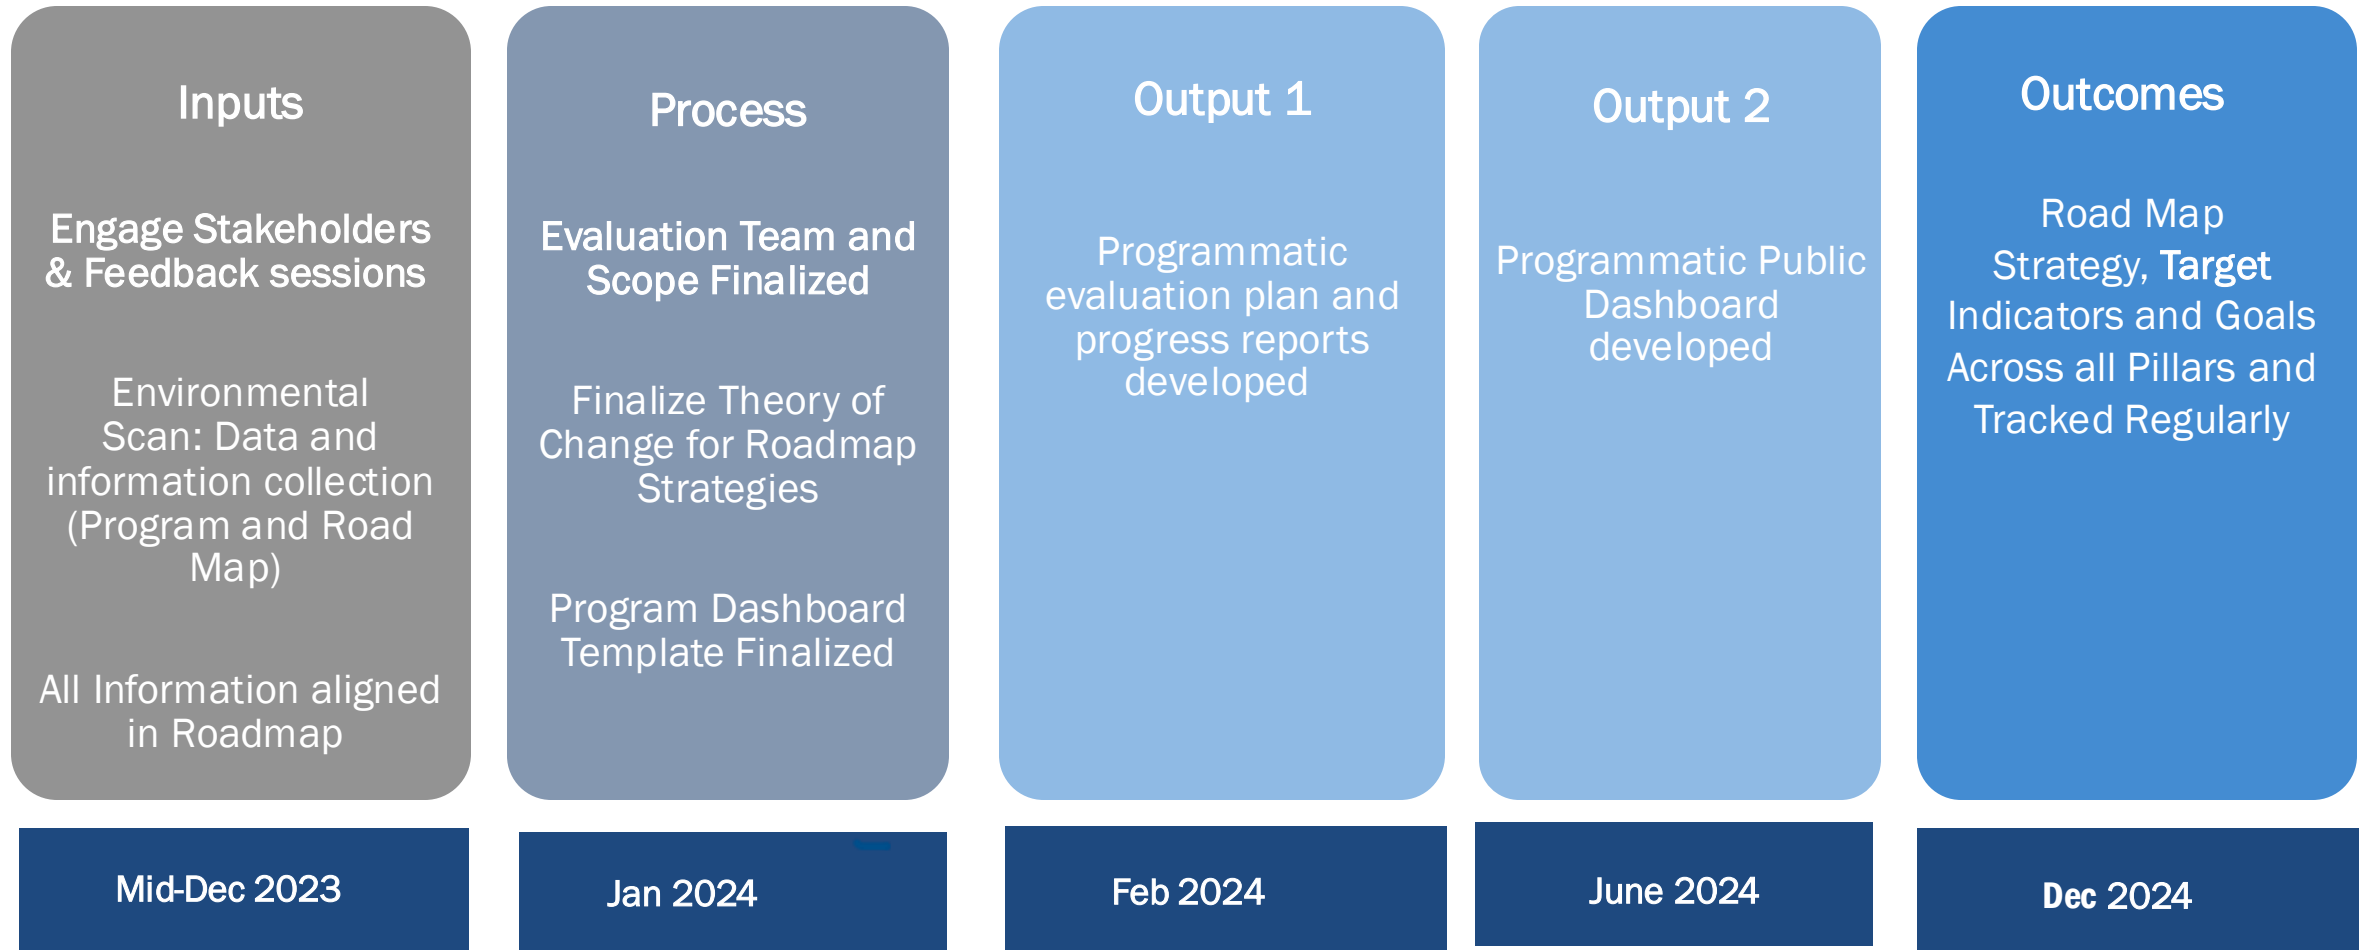 Inputs
Engage Stakeholders
& Feedback sessions
Environmental
Scan: Data and
information collection
(Program and Road
Map)
All Information aligned
in Roadmap
Mid-Dec 2023
Process
Evaluation Team and
Scope Finalized
Finalize Theory of
Change for Roadmap
Strategies
Program Dashboard
Template Finalized
Jan 2024
Output 1
Programmatic
evaluation plan and
progress reports
developed
Feb 2024
Output 2
Programmatic Public
Dashboard
developed
June 2024
Outcomes
Road Map
Strategy, Target
Indicators and Goals
Across all Pillars and
Tracked Regularly
Dec 2024